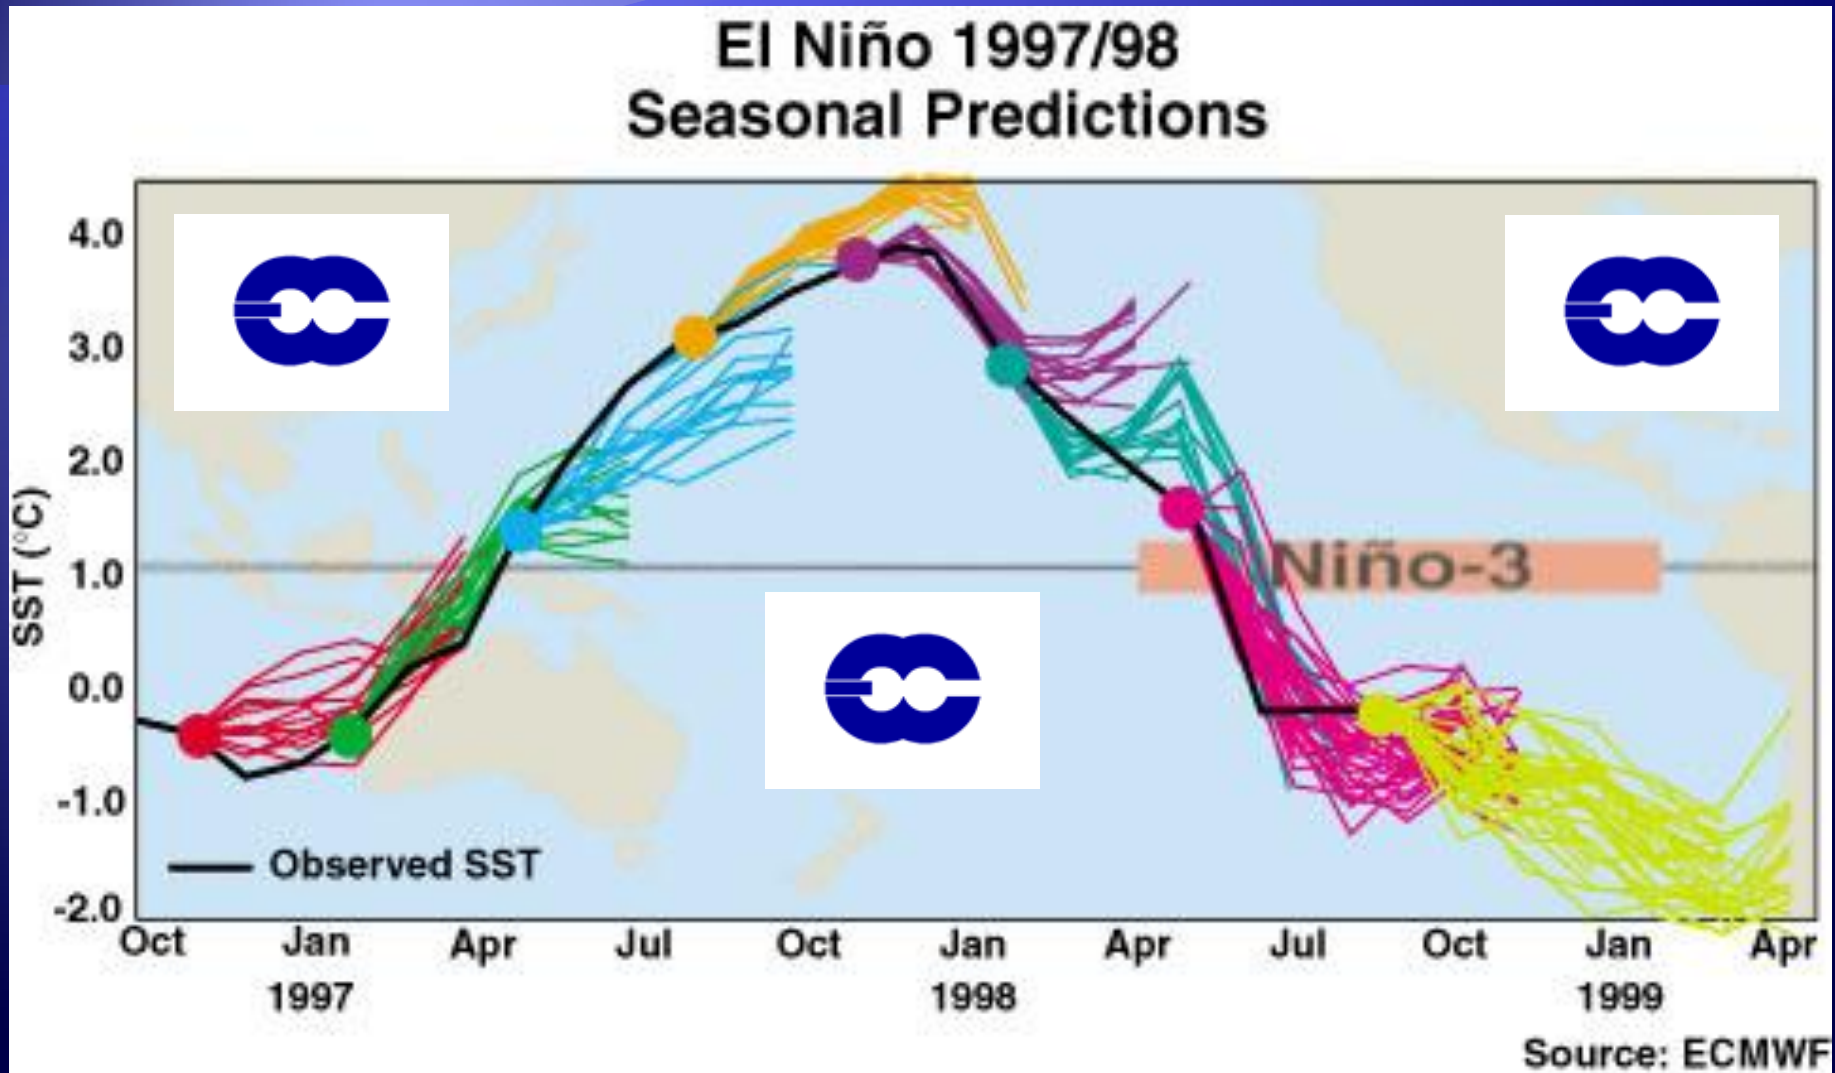 El Niño 1997/98
Seasonal Predictions
SST (°C)
4.0
3.0
2.0
1.0
0.0
-1.0
-2.0
Niño-3
Observed SST
Oct Jan Apr Jul Oct Jan Apr Jul Oct Jan Apr
1997 1998 1999
Source: ECMWF